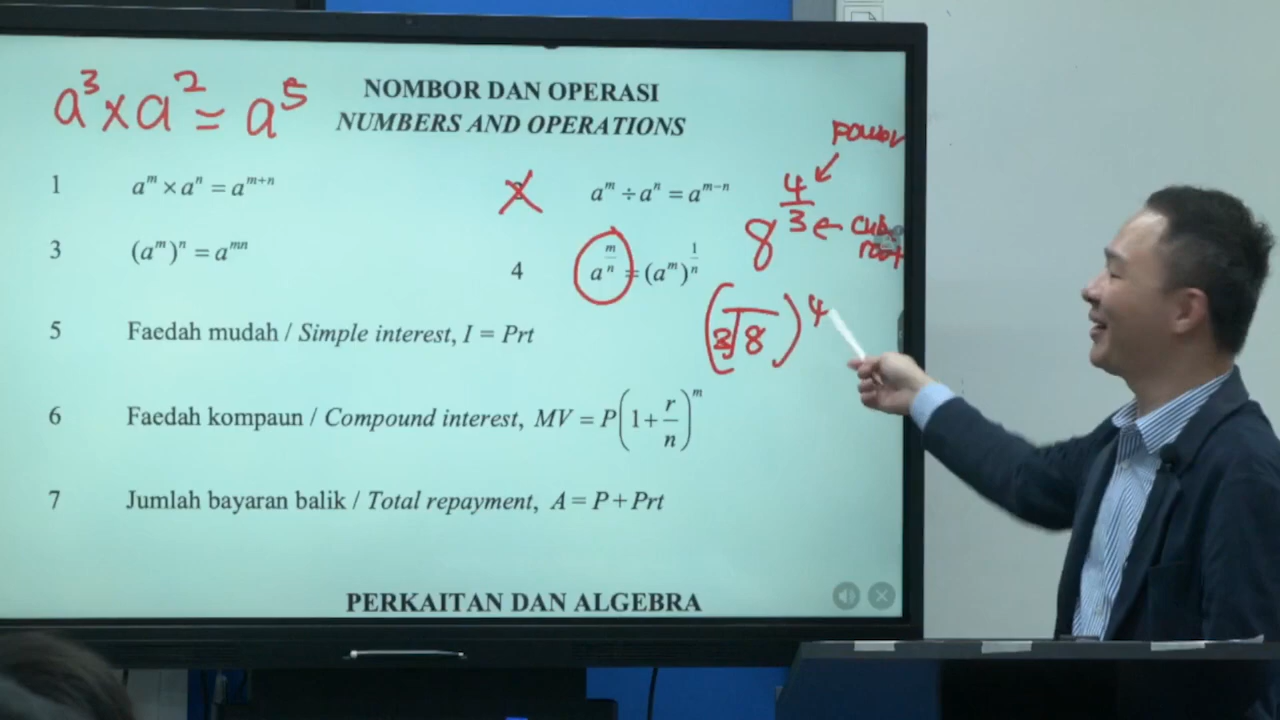 a³ × a² = a⁵
NOMBOR DAN OPERASI
NUMBERS AND OPERATIONS
power
1 aᵐ × aⁿ = aᵐ⁺ⁿ
aᵐ ÷ aⁿ = aᵐ⁻ⁿ
8^(4/3) ← cube root
3 (aᵐ)ⁿ = aᵐⁿ
4 a^(m/n) = (aᵐ)^(1/n)
5 Faedah mudah / Simple interest, I = Prt
(∛8)⁴
6 Faedah kompaun / Compound interest, MV = P(1 + r/n)ᵐ
7 Jumlah bayaran balik / Total repayment, A = P + Prt
PERKAITAN DAN ALGEBRA